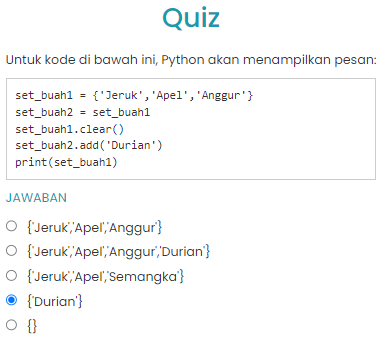 Quiz
Untuk kode di bawah ini, Python akan menampilkan pesan:
set_buah1 = {'Jeruk','Apel','Anggur'}
set_buah2 = set_buah1
set_buah1.clear()
set_buah2.add('Durian')
print(set_buah1)
JAWABAN
{'Jeruk','Apel','Anggur'}
{'Jeruk','Apel','Anggur','Durian'}
{'Jeruk','Apel','Semangka'}
{'Durian'}
{}